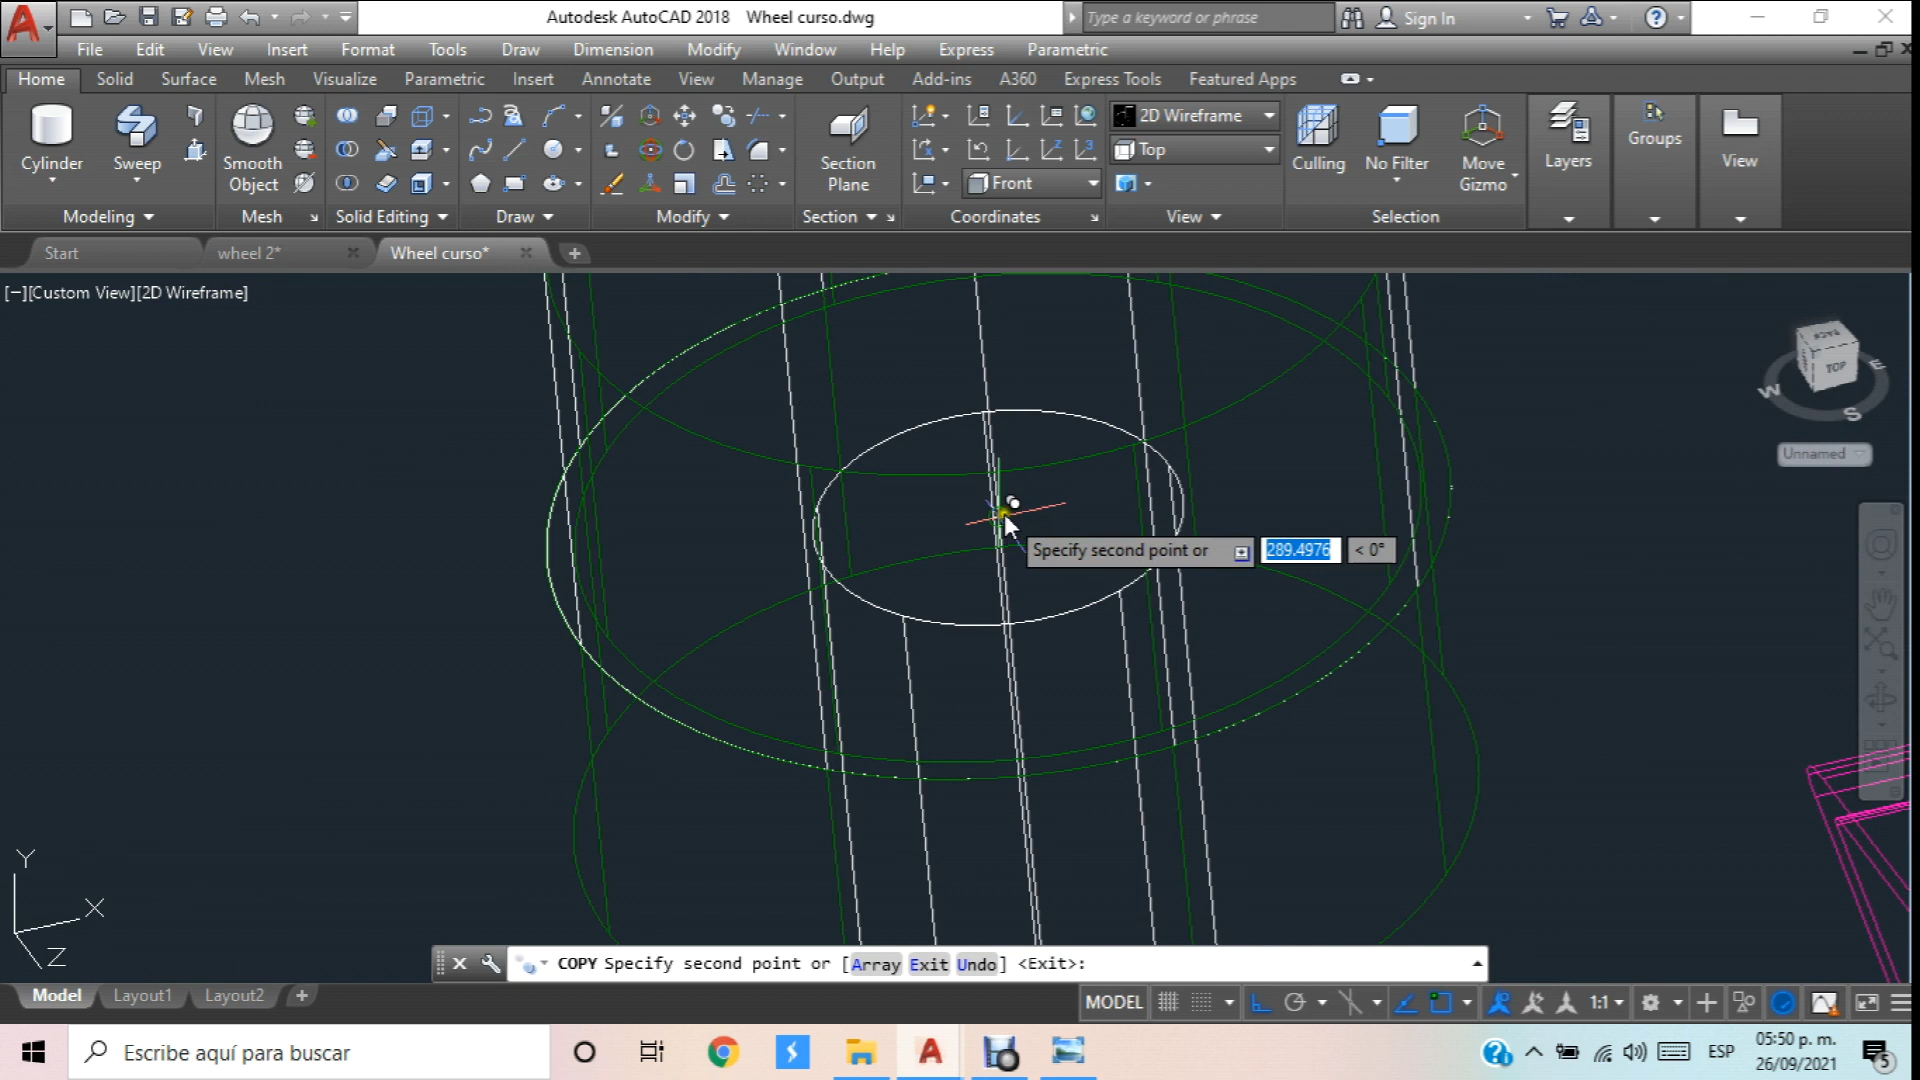 Autodesk AutoCAD 2018 Wheel curso.dwg
Type a keyword or phrase
Sign In
File Edit View Insert Format Tools Draw Dimension Modify Window Help Express Parametric
Home Solid Surface Mesh Visualize Parametric Insert Annotate View Manage Output Add-ins A360 Express Tools Featured Apps
2D Wireframe
Top
Front
Cylinder Sweep Smooth Object
Section Plane
Culling No Filter Move Gizmo
Layers Groups View
Modeling Mesh Solid Editing Draw Modify Section Coordinates View Selection
Start wheel 2* Wheel curso*
[−][Custom View][2D Wireframe]
BACK
TOP
W S E
Unnamed
Specify second point or 289.4976 < 0°
Y
X
Z
COPY Specify second point or [Array Exit Undo] <Exit>:
Model Layout1 Layout2
MODEL 1:1
Escribe aquí para buscar
ESP
05:50 p. m.
26/09/2021
5